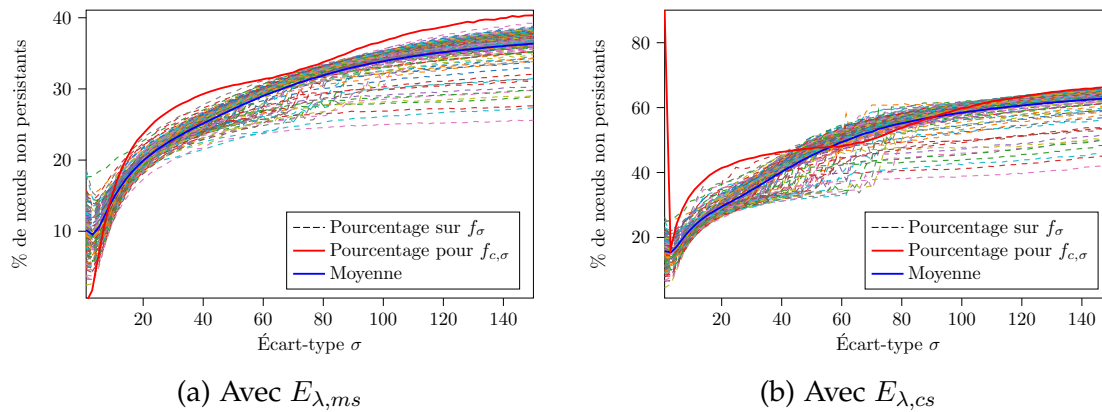 % de nœuds non persistants
40
30
20
10
20 40 60 80 100 120 140
Écart-type σ
Pourcentage sur f_σ
Pourcentage pour f_{c,σ}
Moyenne
(a) Avec E_{λ,ms}
% de nœuds non persistants
80
60
40
20
20 40 60 80 100 120 140
Écart-type σ
Pourcentage sur f_σ
Pourcentage pour f_{c,σ}
Moyenne
(b) Avec E_{λ,cs}